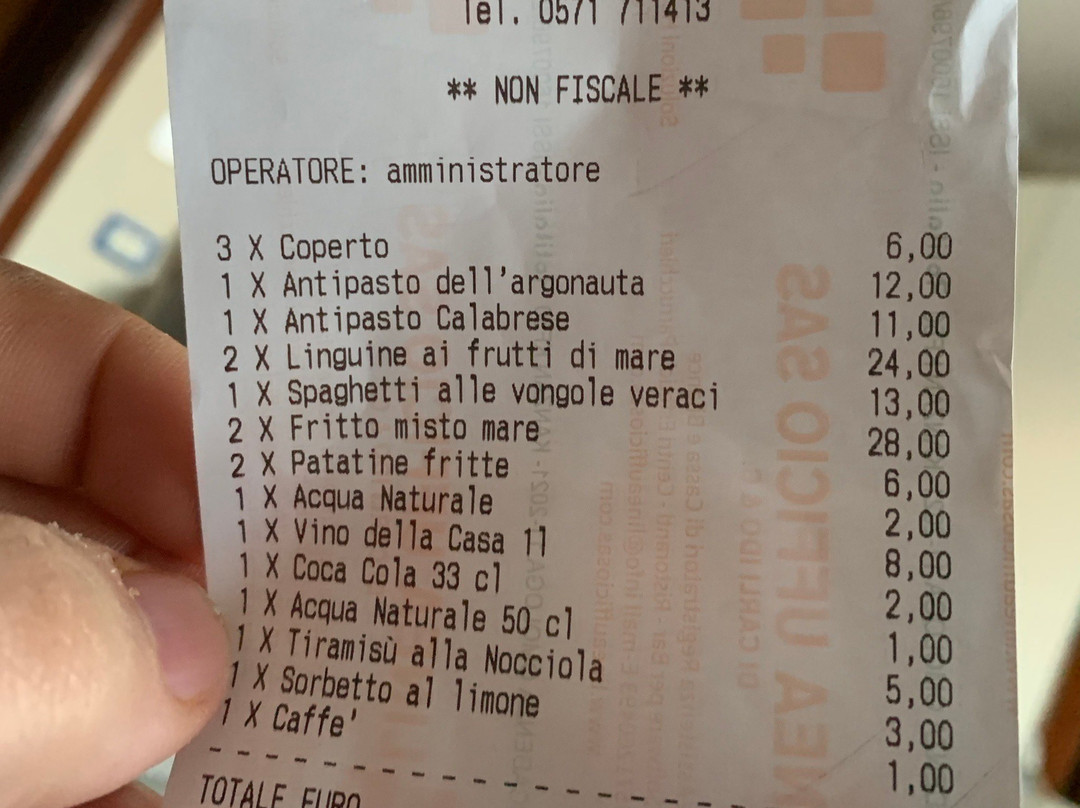 Tel. 0571 711413
** NON FISCALE **
OPERATORE: amministratore
3 X Coperto 6,00
1 X Antipasto dell'argonauta 12,00
1 X Antipasto Calabrese 11,00
2 X Linguine ai frutti di mare 24,00
1 X Spaghetti alle vongole veraci 13,00
2 X Fritto misto mare 28,00
2 X Patatine fritte 6,00
1 X Acqua Naturale 2,00
1 X Vino della Casa 1l 8,00
1 X Coca Cola 33 cl 2,00
1 X Acqua Naturale 50 cl 1,00
1 X Tiramisù alla Nocciola 5,00
1 X Sorbetto al limone 3,00
1 X Caffe' 1,00
TOTALE EURO